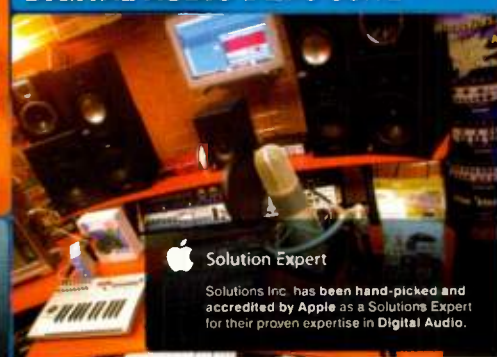 Solution Expert
Solutions Inc. has been hand-picked and
accredited by Apple as a Solutions Expert
for their proven expertise in Digital Audio.